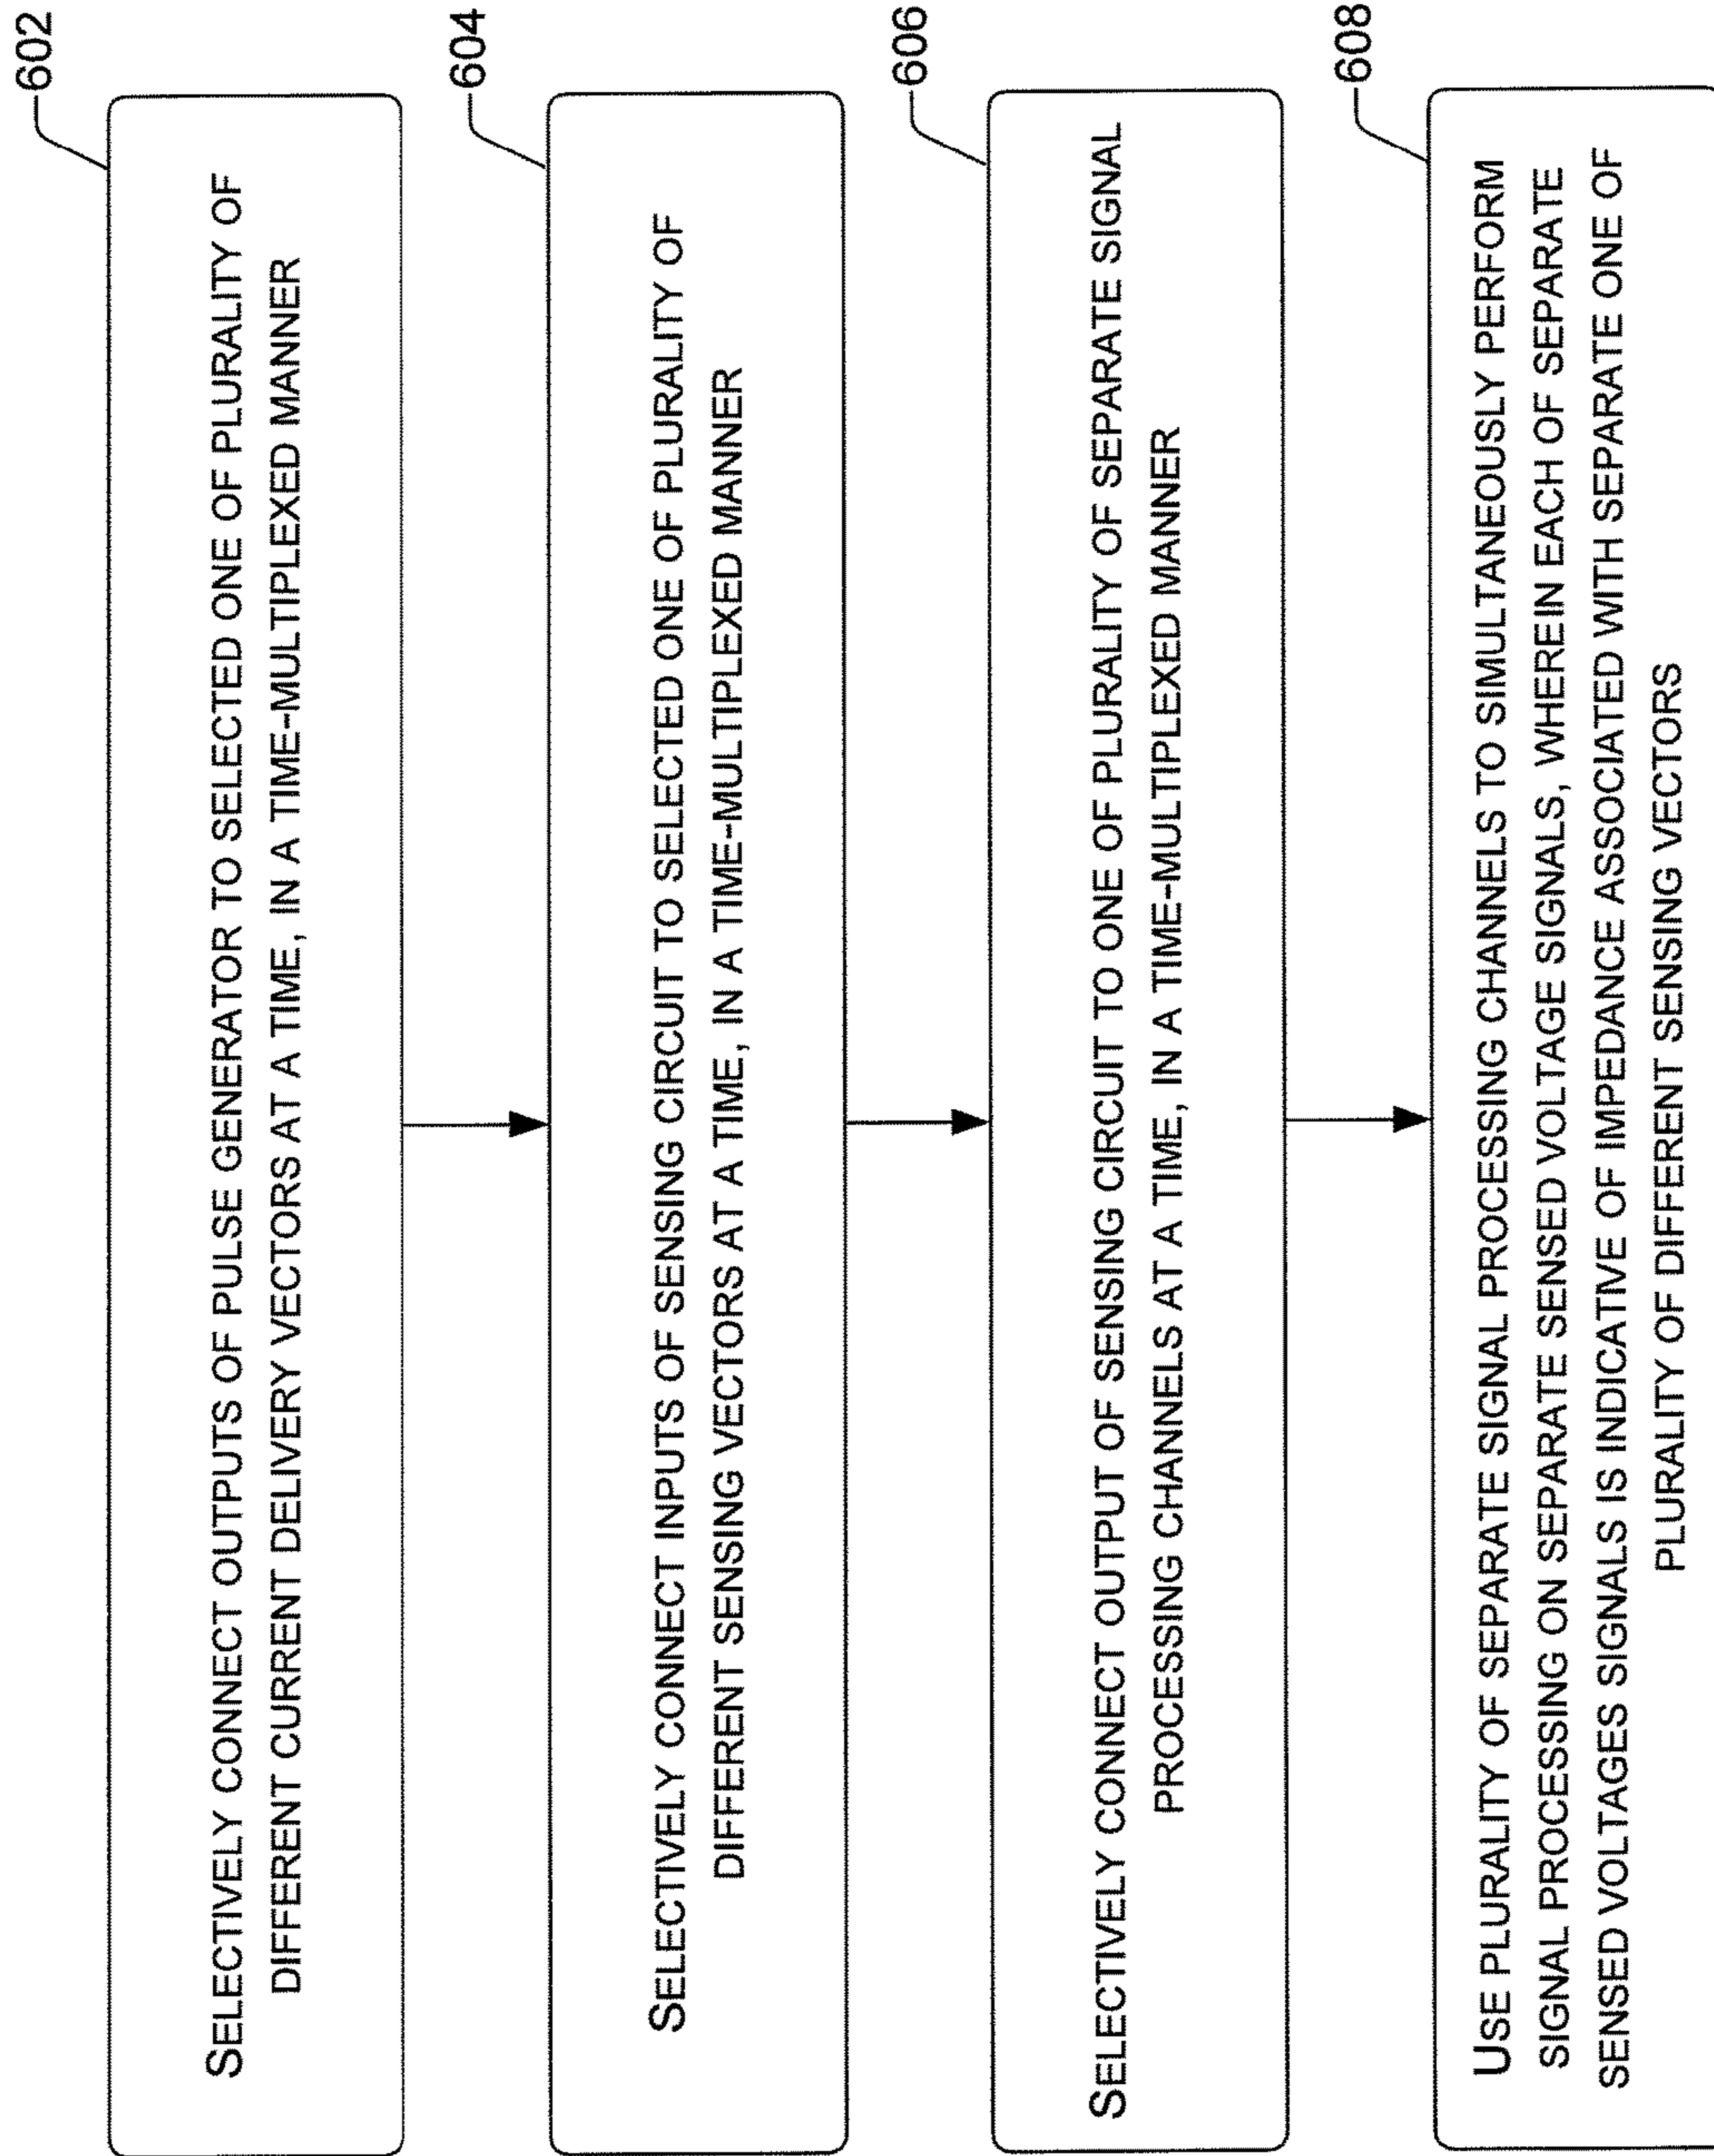 602
SELECTIVELY CONNECT OUTPUTS OF PULSE GENERATOR TO SELECTED ONE OF PLURALITY OF
DIFFERENT CURRENT DELIVERY VECTORS AT A TIME, IN A TIME-MULTIPLEXED MANNER
604
SELECTIVELY CONNECT INPUTS OF SENSING CIRCUIT TO SELECTED ONE OF PLURALITY OF
DIFFERENT SENSING VECTORS AT A TIME, IN A TIME-MULTIPLEXED MANNER
606
SELECTIVELY CONNECT OUTPUT OF SENSING CIRCUIT TO ONE OF PLURALITY OF SEPARATE SIGNAL
PROCESSING CHANNELS AT A TIME, IN A TIME-MULTIPLEXED MANNER
608
USE PLURALITY OF SEPARATE SIGNAL PROCESSING CHANNELS TO SIMULTANEOUSLY PERFORM
SIGNAL PROCESSING ON SEPARATE SENSED VOLTAGE SIGNALS, WHEREIN EACH OF SEPARATE
SENSED VOLTAGES SIGNALS IS INDICATIVE OF IMPEDANCE ASSOCIATED WITH SEPARATE ONE OF
PLURALITY OF DIFFERENT SENSING VECTORS